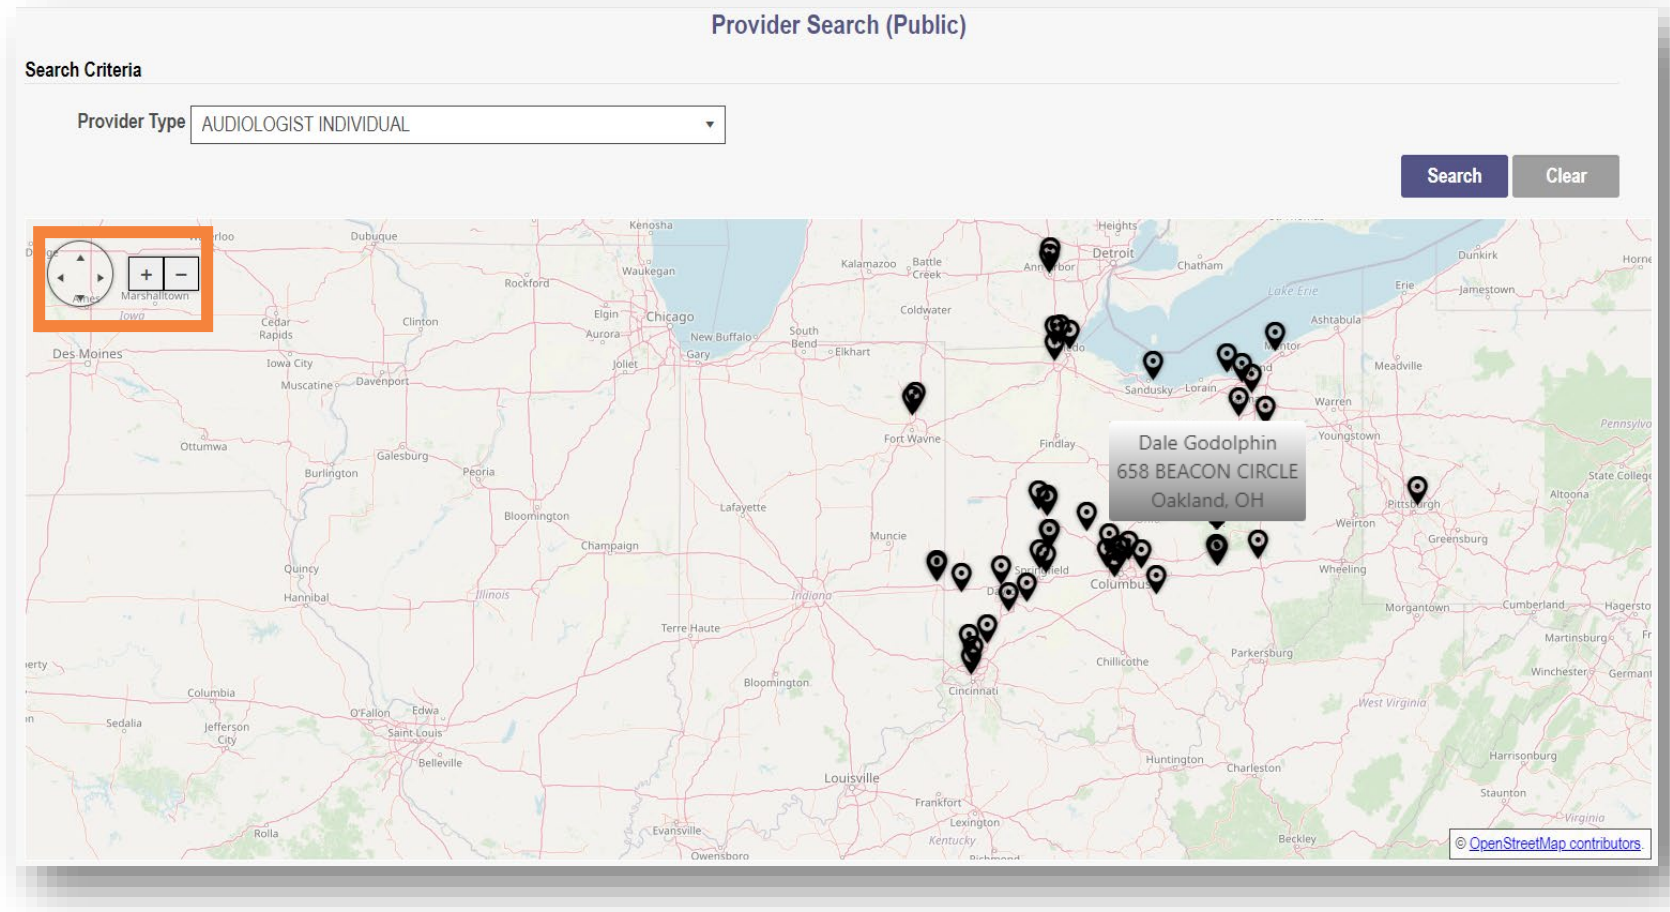 Provider Search (Public)
Search Criteria
Provider Type AUDIOLOGIST INDIVIDUAL
Search Clear
Kenosha
Heights
Dubuque
Waukegan
Rockford
Kalamazoo Battle Creek
Detroit
Chatham
Dunkirk
+ −
Ames Marshalltown
Iowa
Lake Erie
Erie
Jamestown
Cedar Rapids
Clinton
Elgin
Chicago
Aurora
Coldwater
Ashtabula
New Buffalo
South Bend
Elkhart
Des Moines
Iowa City
Joliet
Gary
Meadville
Muscatine
Davenport
Sandusky
Lorain
Warren
Ottumwa
Galesburg
Fort Wayne
Findlay
Youngstown
Dale Godolphin
658 BEACON CIRCLE
Oakland, OH
Burlington
Peoria
State College
Altoona
Lafayette
Bloomington
Weirton
Muncie
Greensburg
Champaign
Quincy
Wheeling
Columbus
Hannibal
Illinois
Indiana
Morgantown
Cumberland
Terre Haute
Martinsburg
Parkersburg
Chillicothe
Winchester
Bloomington
Columbia
Cincinnati
West Virginia
O'Fallon
Edwa
Sedalia
Jefferson City
Saint Louis
Belleville
Huntington
Charleston
Harrisonburg
Louisville
Staunton
Frankfort
Virginia
Lexington
Rolla
Evansville
Kentucky
Beckley
Owensboro
Richmond
© OpenStreetMap contributors.